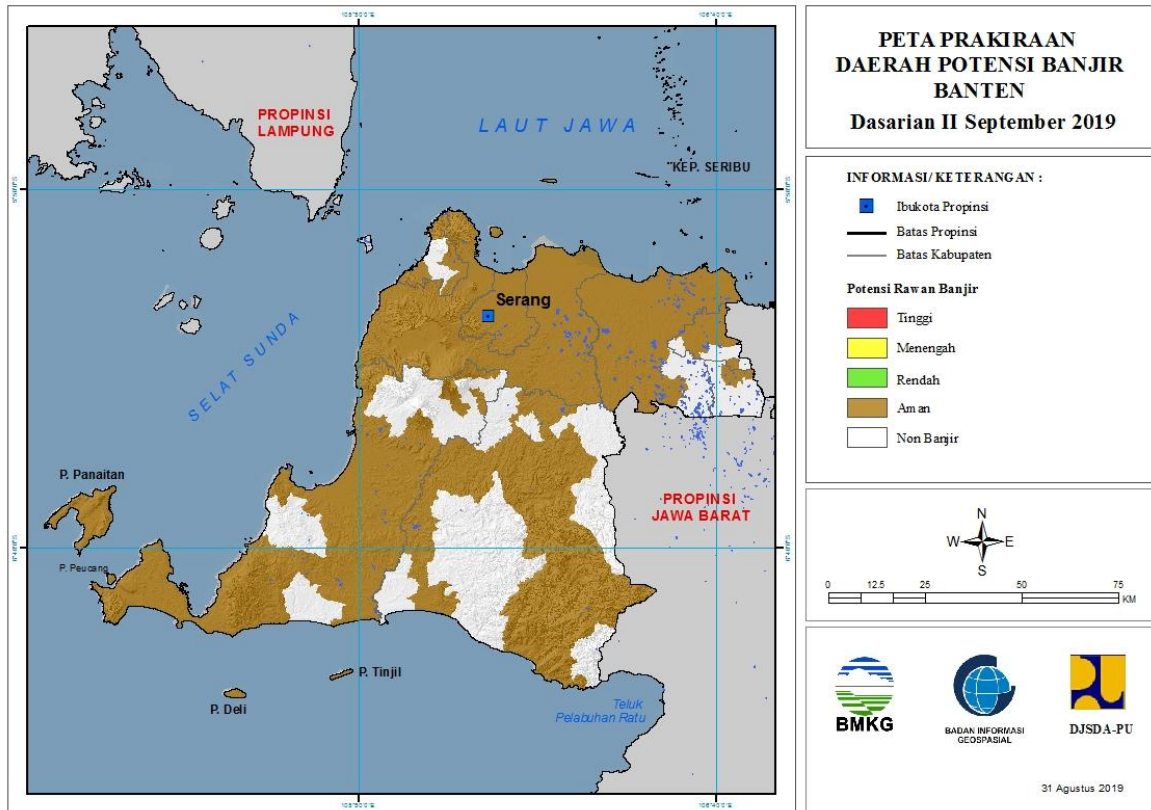 PROPINSI
LAMPUNG
LAUT JAWA
KEP. SERIBU
Serang
SELAT SUNDA
P. Panaitan
P. Peucang
PROPINSI
JAWA BARAT
P. Tinjil
P. Deli
Teluk
Pelabuhan Ratu
PETA PRAKIRAAN
DAERAH POTENSI BANJIR
BANTEN
Dasarian II September 2019
INFORMASI/ KETERANGAN :
Ibukota Propinsi
Batas Propinsi
Batas Kabupaten
Potensi Rawan Banjir
Tinggi
Menengah
Rendah
Aman
Non Banjir
N
W E
S
0 12.5 25 50 75
KM
BMKG
BADAN INFORMASI
GEOSPASIAL
DJSDA-PU
31 Agustus 2019